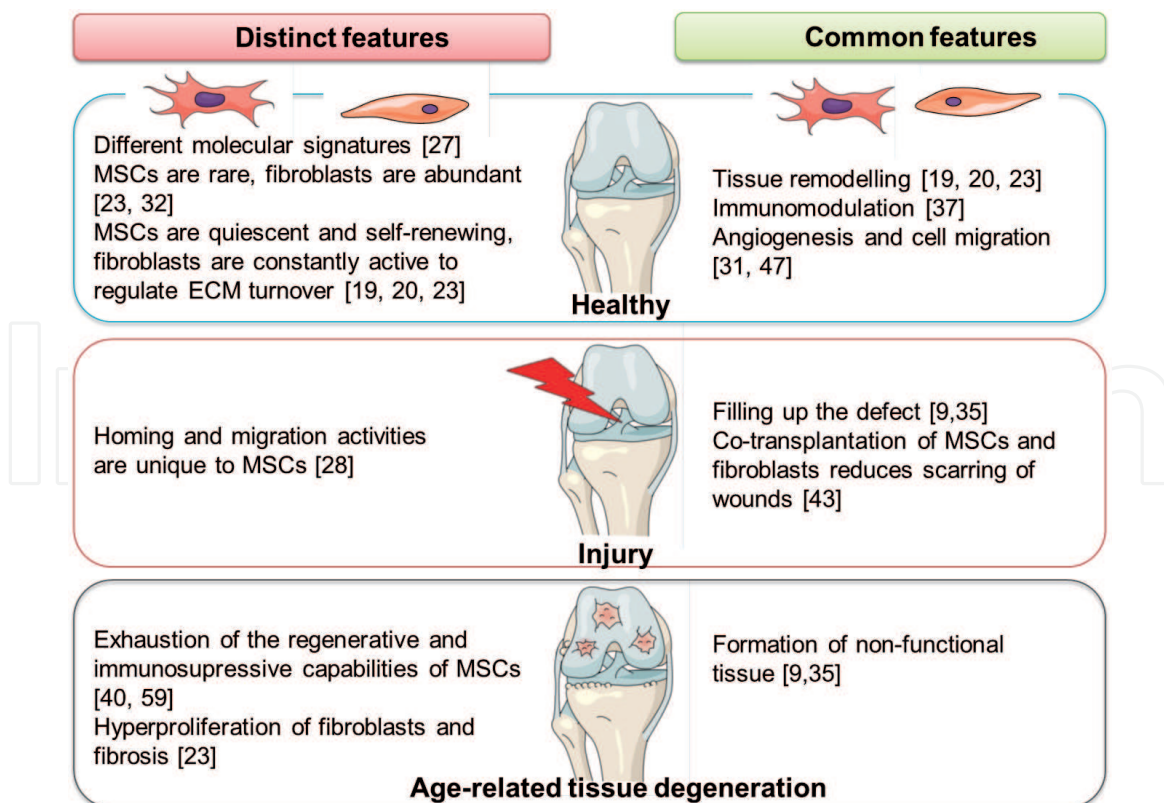 Distinct features
Common features
Different molecular signatures [27]
MSCs are rare, fibroblasts are abundant
[23, 32]
MSCs are quiescent and self-renewing,
fibroblasts are constantly active to
regulate ECM turnover [19, 20, 23]
Tissue remodelling [19, 20, 23]
Immunomodulation [37]
Angiogenesis and cell migration
[31, 47]
Healthy
Homing and migration activities
are unique to MSCs [28]
Filling up the defect [9,35]
Co-transplantation of MSCs and
fibroblasts reduces scarring of
wounds [43]
Injury
Exhaustion of the regenerative and
immunosupressive capabilities of MSCs
[40, 59]
Hyperproliferation of fibroblasts and
fibrosis [23]
Formation of non-functional
tissue [9,35]
Age-related tissue degeneration